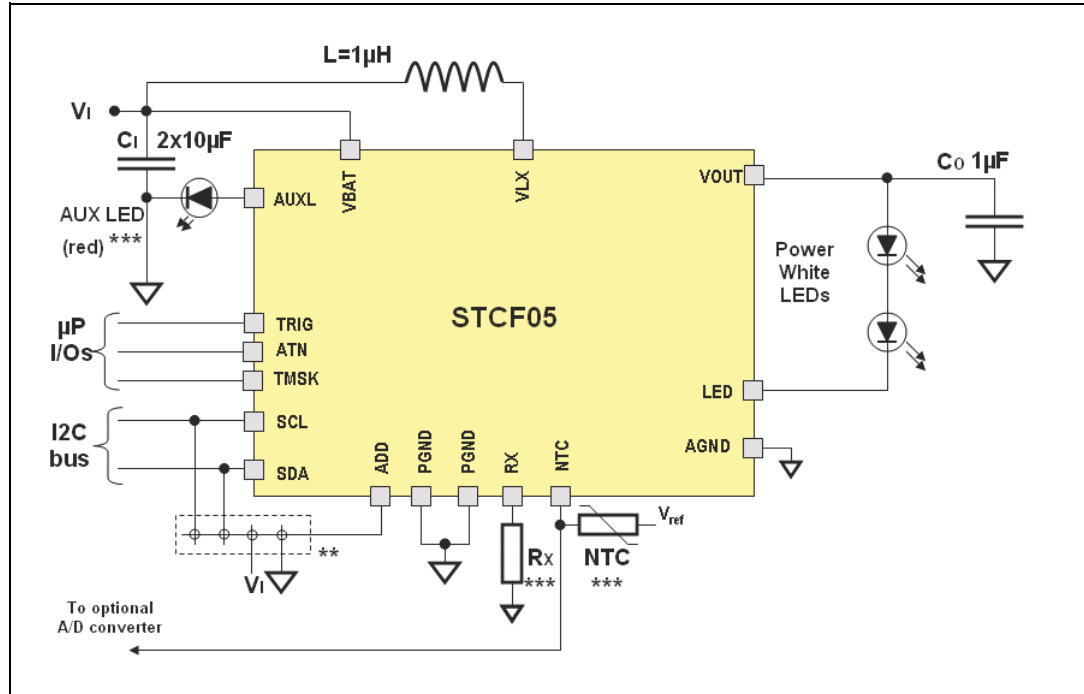 L=1µH
VI
CI 2x10µF
VBAT
VLX
VOUT
CO 1µF
AUXL
AUX LED
(red) ***
Power
White
LEDs
STCF05
µP
I/Os
TRIG
ATN
TMSK
LED
I2C
bus
SCL
SDA
ADD
PGND
PGND
RX
NTC
AGND
Vref
**
VI
RX
***
NTC
***
To optional
A/D converter